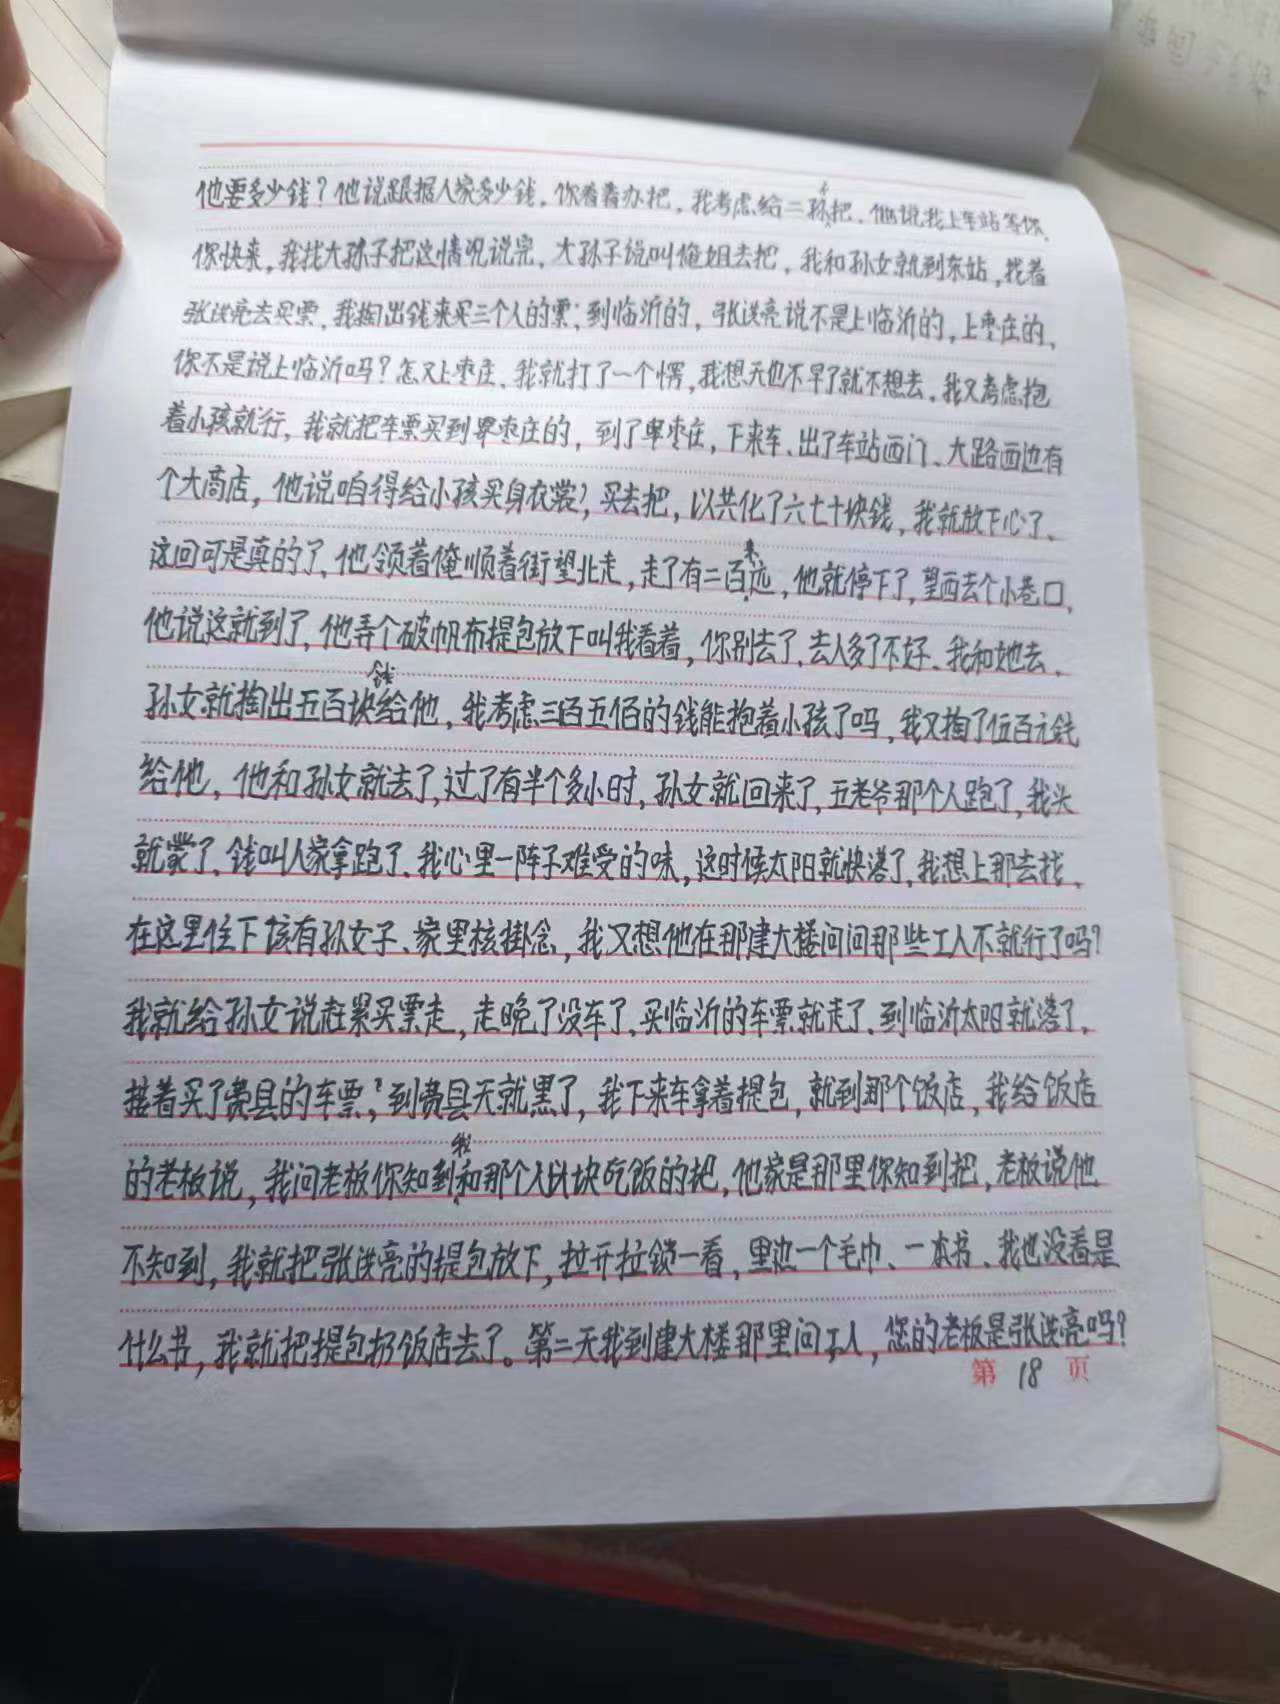 他要多少钱？他说跟据人家多少钱，你看着办把，我考虑给二孙把，他说我上车站等你，
你快来，我找大孙子把这情况说完，大孙子说叫俺姐去把，我和孙女就到东站，找着
张洪亮去买票，我掏出钱来买三个人的票；到临沂的，张洪亮说不是上临沂的，上枣庄的，
你不是说上临沂吗？怎又上枣庄、我就打了一个愣，我想天也不早了就不想去，我又考虑抱
着小孩就行，我就把车票买到卑枣庄的，到了卑枣庄，下来车、出了车站西门、大路西边有
个大商店，他说咱得给小孩买身衣裳？买去把，以共化了六七十块钱，我就放下心了、
这回可是真的了，他领着俺顺着街望北走，走了有二百来远，他就停下了，望西去个小巷口，
他说这就到了，他弄个破帆布提包放下叫我看着，你别去了、去人多了不好、我和她去、
孙女就掏出五百块钱给他，我考虑三百五佰的钱能抱着小孩了吗，我又掏了伍百元钱
给他，他和孙女就去了，过了有半个多小时，孙女就回来了，五老爷那个人跑了，我头
就蒙了、钱叫人家拿跑了、我心里一阵子难受的味，这时候太阳就快落了，我想上那去找、
在这里住下该有孙女子、家里核掛念，我又想他在那建大楼问问那些工人不就行了吗？
我就给孙女说赶累买票走，走晚了没车了、买临沂的车票就走了、到临沂太阳就落了，
接着买了费县的车票；到费县天就黑了，我下来车拿着提包，就到那个饭店，我给饭店
的老板说，我问老板你知到和我那个人以块吃饭的把，他家是那里你知到把，老板说他
不知到，我就把张洪亮的提包放下，拉开拉锁一看，里边一个毛巾、一本书、我也没看是
什么书，我就把提包扔饭店去了。第二天我到建大楼那里问工人，您的老板是张洪亮吗？
第 18 页